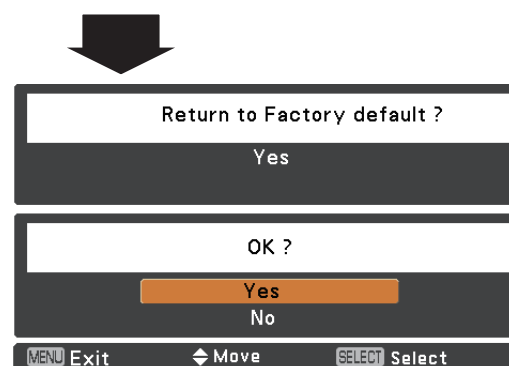 Return to Factory default ?
Yes
OK ?
Yes
No
MENU Exit Move SELECT Select